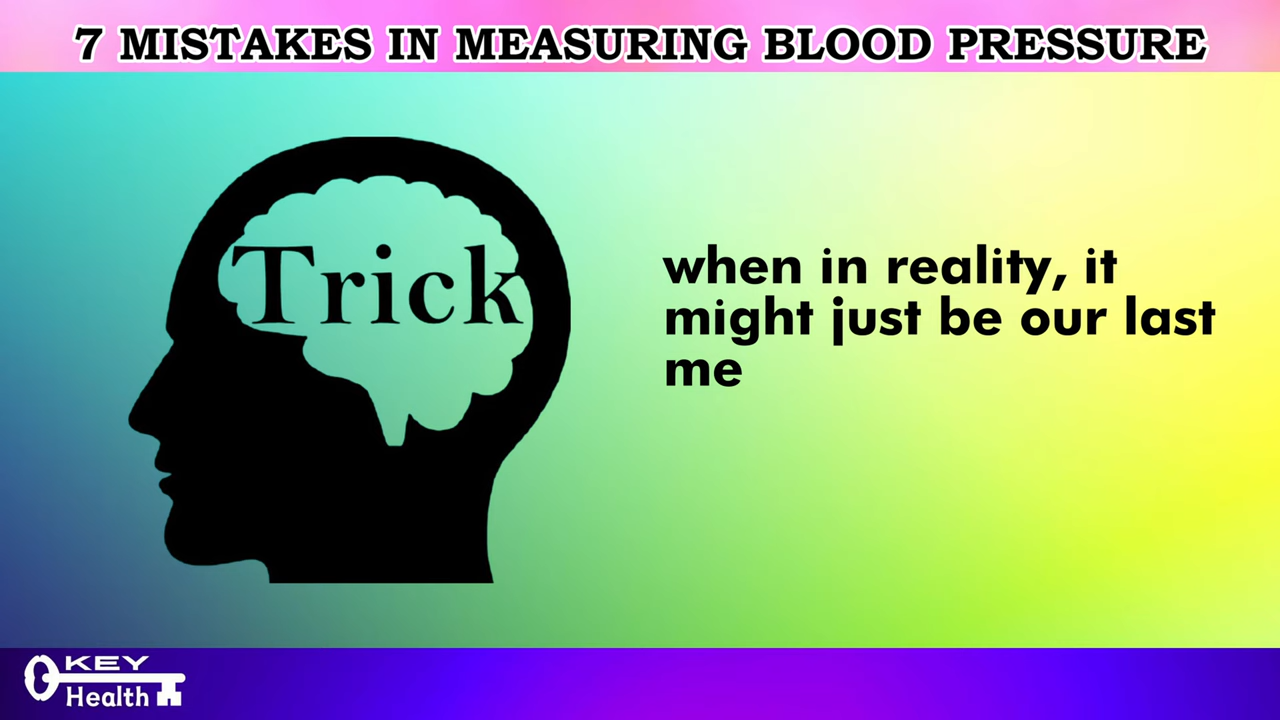 7 MISTAKES IN MEASURING BLOOD PRESSURE
Trick
when in reality, it
might just be our last
me
KEY
Health